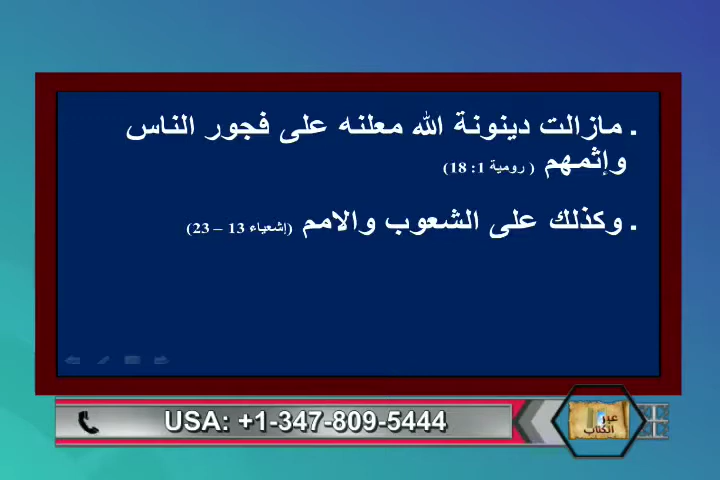 . مازالت دينونة الله معلنه على فجور الناس
وإثمهم ( رومية 1: 18)
. وكذلك على الشعوب والامم (إشعياء 13 – 23)
USA: +1-347-809-5444
عبر
الكتاب